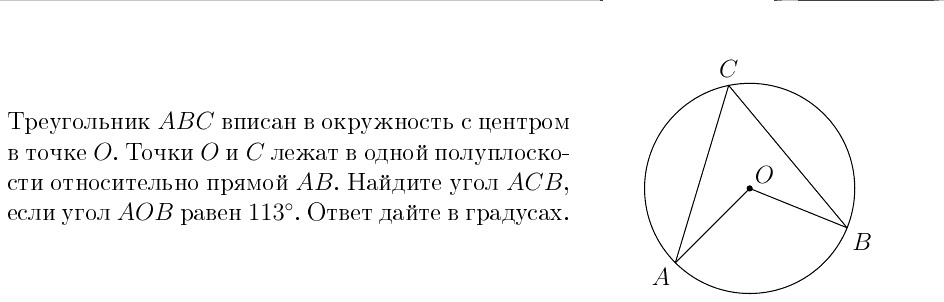 Треугольник ABC вписан в окружность с центром
в точке O. Точки O и C лежат в одной полуплоско-
сти относительно прямой AB. Найдите угол ACB,
если угол AOB равен 113°. Ответ дайте в градусах.
C
O
B
A